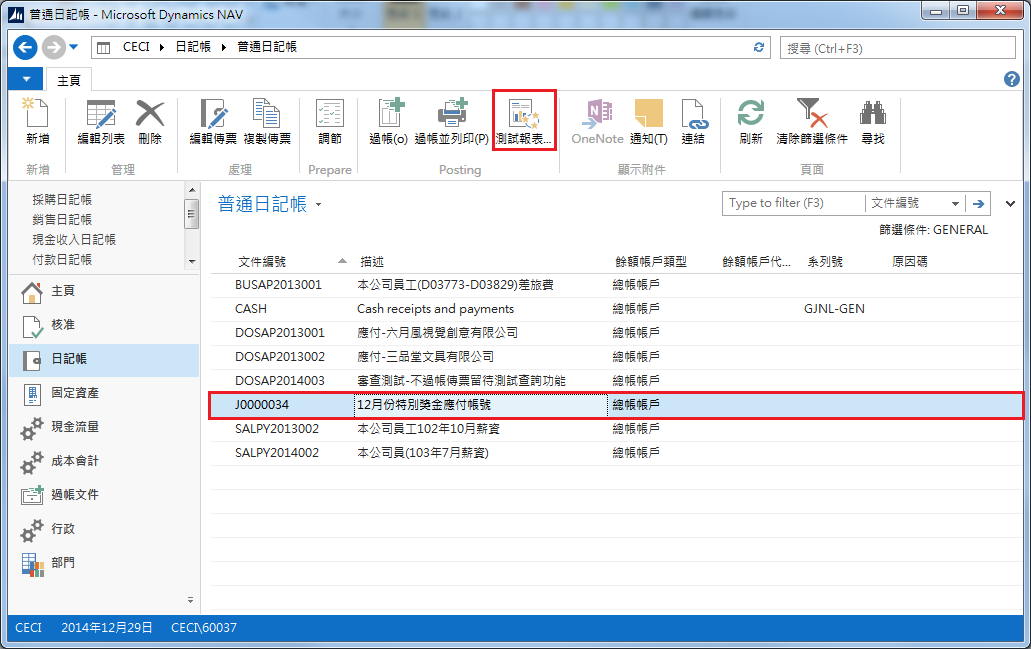 普通日記帳 - Microsoft Dynamics NAV
CECI ▸ 日記帳 ▸ 普通日記帳
搜尋 (Ctrl+F3)
主頁
新增
編輯列表
刪除
編輯傳票
複製傳票
調節
過帳(o)
過帳並列印(P)
測試報表...
OneNote
通知(T)
連結
刷新
清除篩選條件
尋找
新增
管理
處理
Prepare
Posting
顯示附件
頁面
採購日記帳
銷售日記帳
現金收入日記帳
付款日記帳
主頁
核准
日記帳
固定資產
現金流量
成本會計
過帳文件
行政
部門
普通日記帳
Type to filter (F3)
文件編號
篩選條件: GENERAL
文件編號 描述 餘額帳戶類型 餘額帳戶代... 系列號 原因碼
BUSAP2013001 本公司員工(D03773-D03829)差旅費 總帳帳戶
CASH Cash receipts and payments 總帳帳戶 GJNL-GEN
DOSAP2013001 應付-六月風視覺創意有限公司 總帳帳戶
DOSAP2013002 應付-三品堂文具有限公司 總帳帳戶
DOSAP2014003 審查測試-不過帳傳票留待測試查詢功能 總帳帳戶
J0000034 12月份特別獎金應付帳號 總帳帳戶
SALPY2013002 本公司員工102年10月薪資 總帳帳戶
SALPY2014002 本公司員(103年7月薪資) 總帳帳戶
CECI 2014年12月29日 CECI\60037